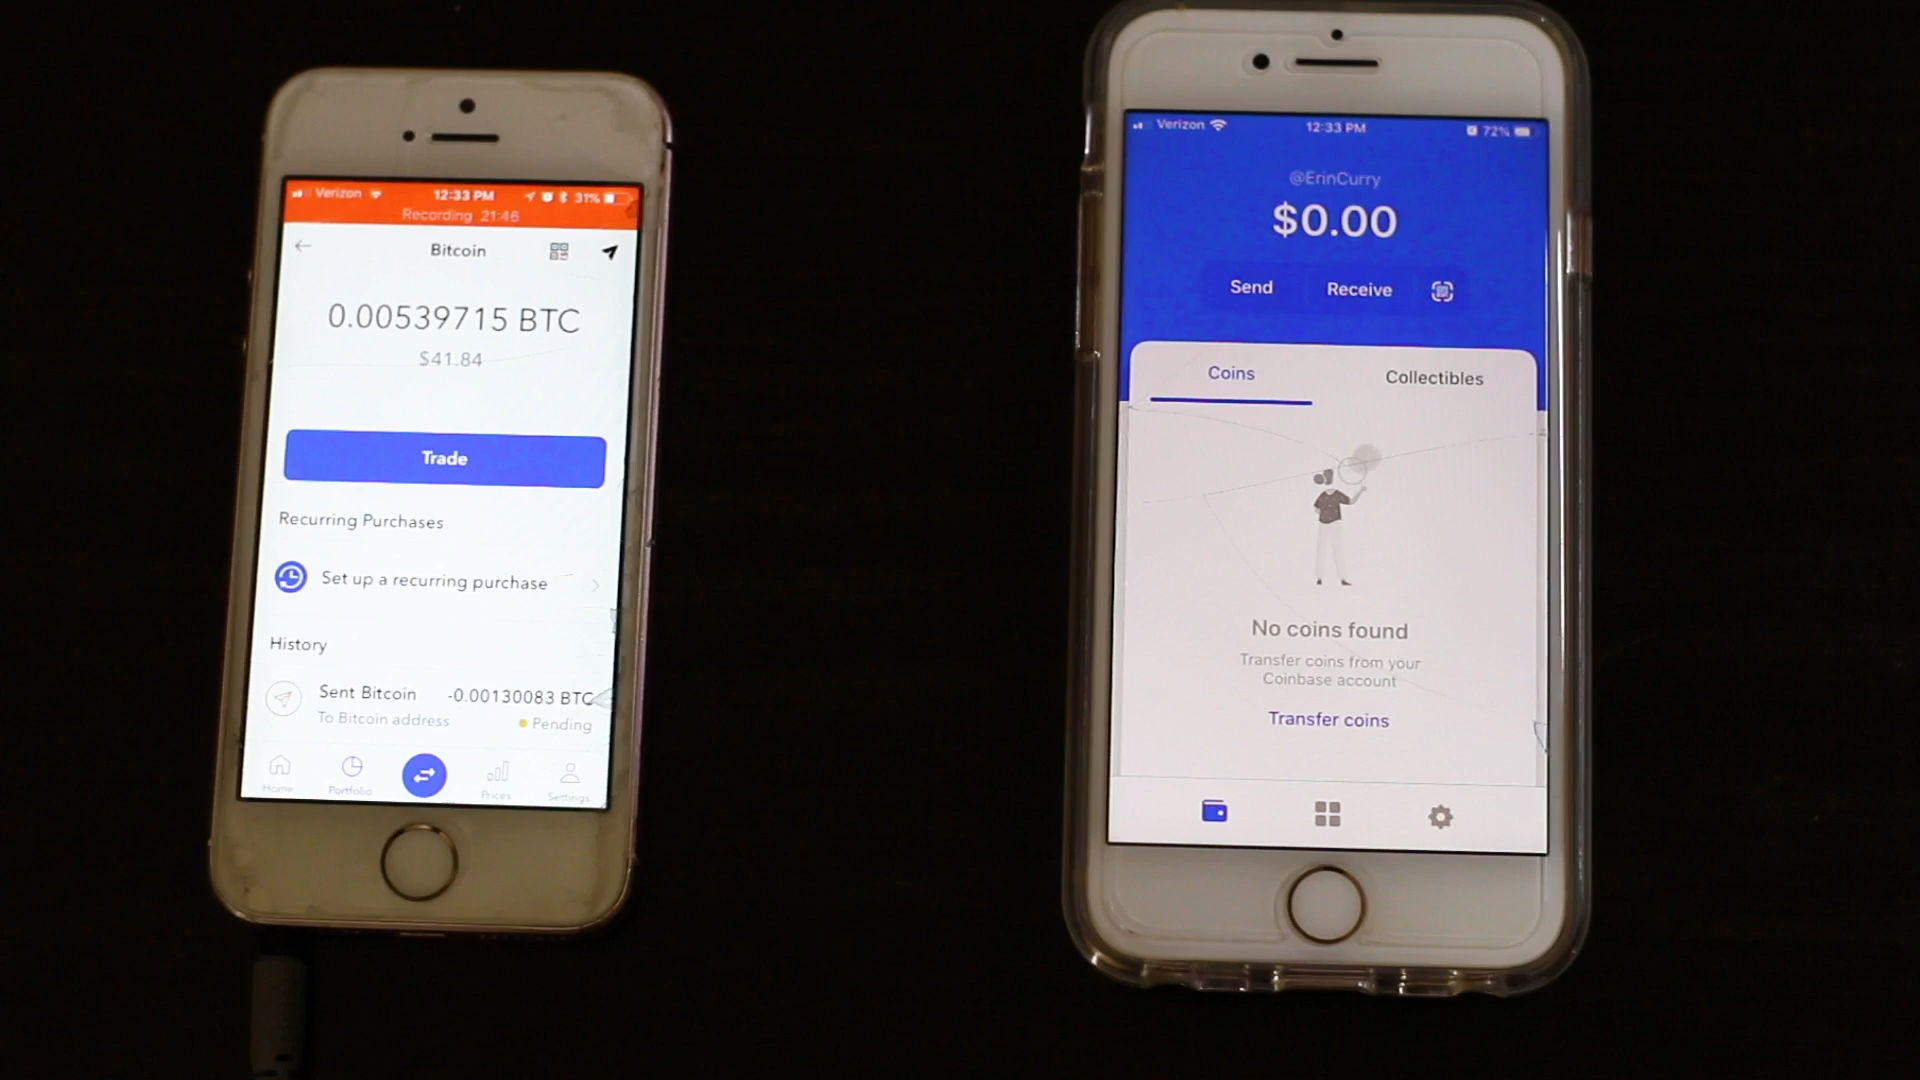 Verizon 12:33 PM 31%
Recording 21:46
Bitcoin
0.00539715 BTC
$41.84
Trade
Recurring Purchases
Set up a recurring purchase
History
Sent Bitcoin -0.00130083 BTC
To Bitcoin address Pending
Home Portfolio Prices Settings
Verizon 12:33 PM 72%
@ErinCurry
$0.00
Send Receive
Coins Collectibles
No coins found
Transfer coins from your
Coinbase account
Transfer coins